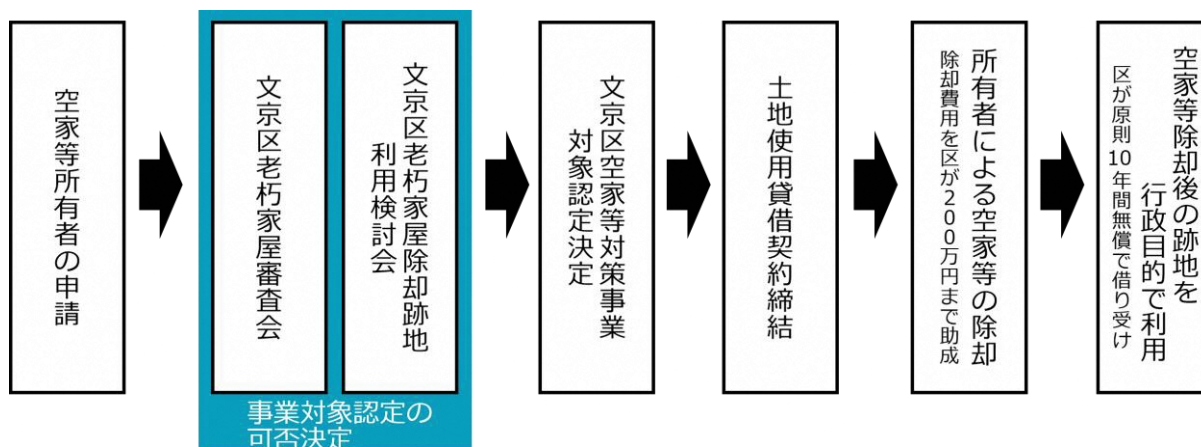 空家等所有者の申請
文京区老朽家屋審査会
文京区老朽家屋除却跡地
利用検討会
事業対象認定の
可否決定
文京区空家等対策事業
対象認定決定
土地使用貸借契約締結
所有者による空家等の除却
除却費用を区が200万円まで助成
空家等除却後の跡地を
行政目的で利用
区が原則10年間無償で借り受け